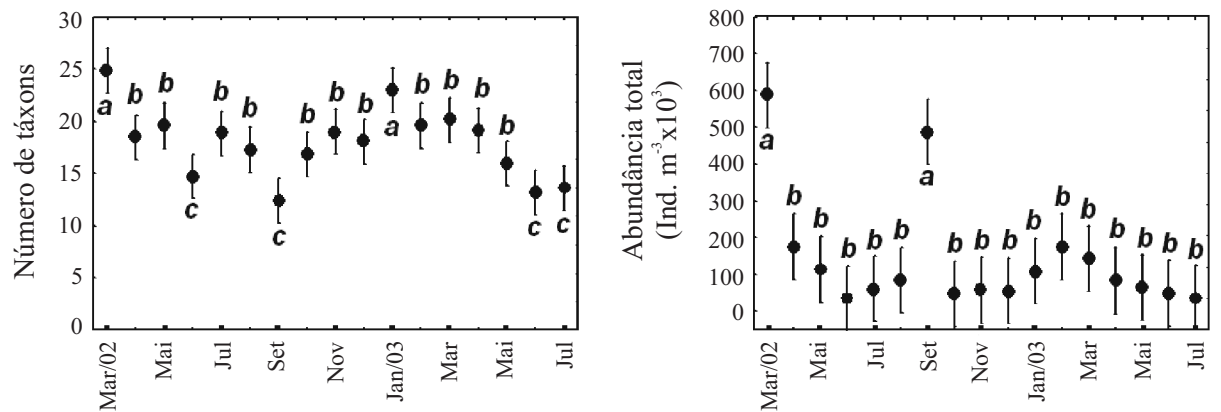 30
25
20
15
10
5
0
Número de táxons
a
b
b
c
b
b
c
b
b
b
a
b
b
b
b
c
c
Mar/02
Mai
Jul
Set
Nov
Jan/03
Mar
Mai
Jul
800
700
600
500
400
300
200
100
0
Abundância total
(Ind. m⁻³ x10³)
a
b
b
b
b
b
a
b
b
b
b
b
b
b
b
b
b
Mar/02
Mai
Jul
Set
Nov
Jan/03
Mar
Mai
Jul